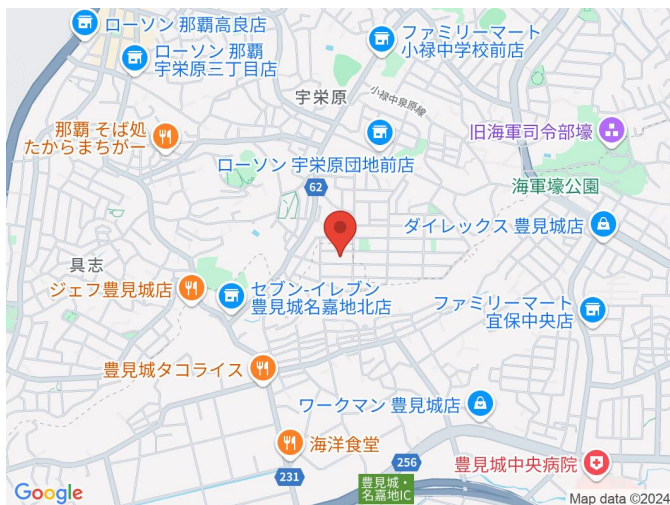 ローソン 那覇高良店
ローソン 那覇
宇栄原三丁目店
ファミリーマート
小禄中学校前店
宇栄原
小禄中泉原線
旧海軍司令部壕
那覇 そば処
たからまちがー
ローソン 宇栄原団地前店
62
海軍壕公園
ダイレックス 豊見城店
具志
ジェフ豊見城店
セブン-イレブン
豊見城名嘉地北店
ファミリーマート
宜保中央店
豊見城タコライス
ワークマン 豊見城店
海洋食堂
豊見城中央病院
231
256
豊見城・
名嘉地IC
Google
Map data ©2024